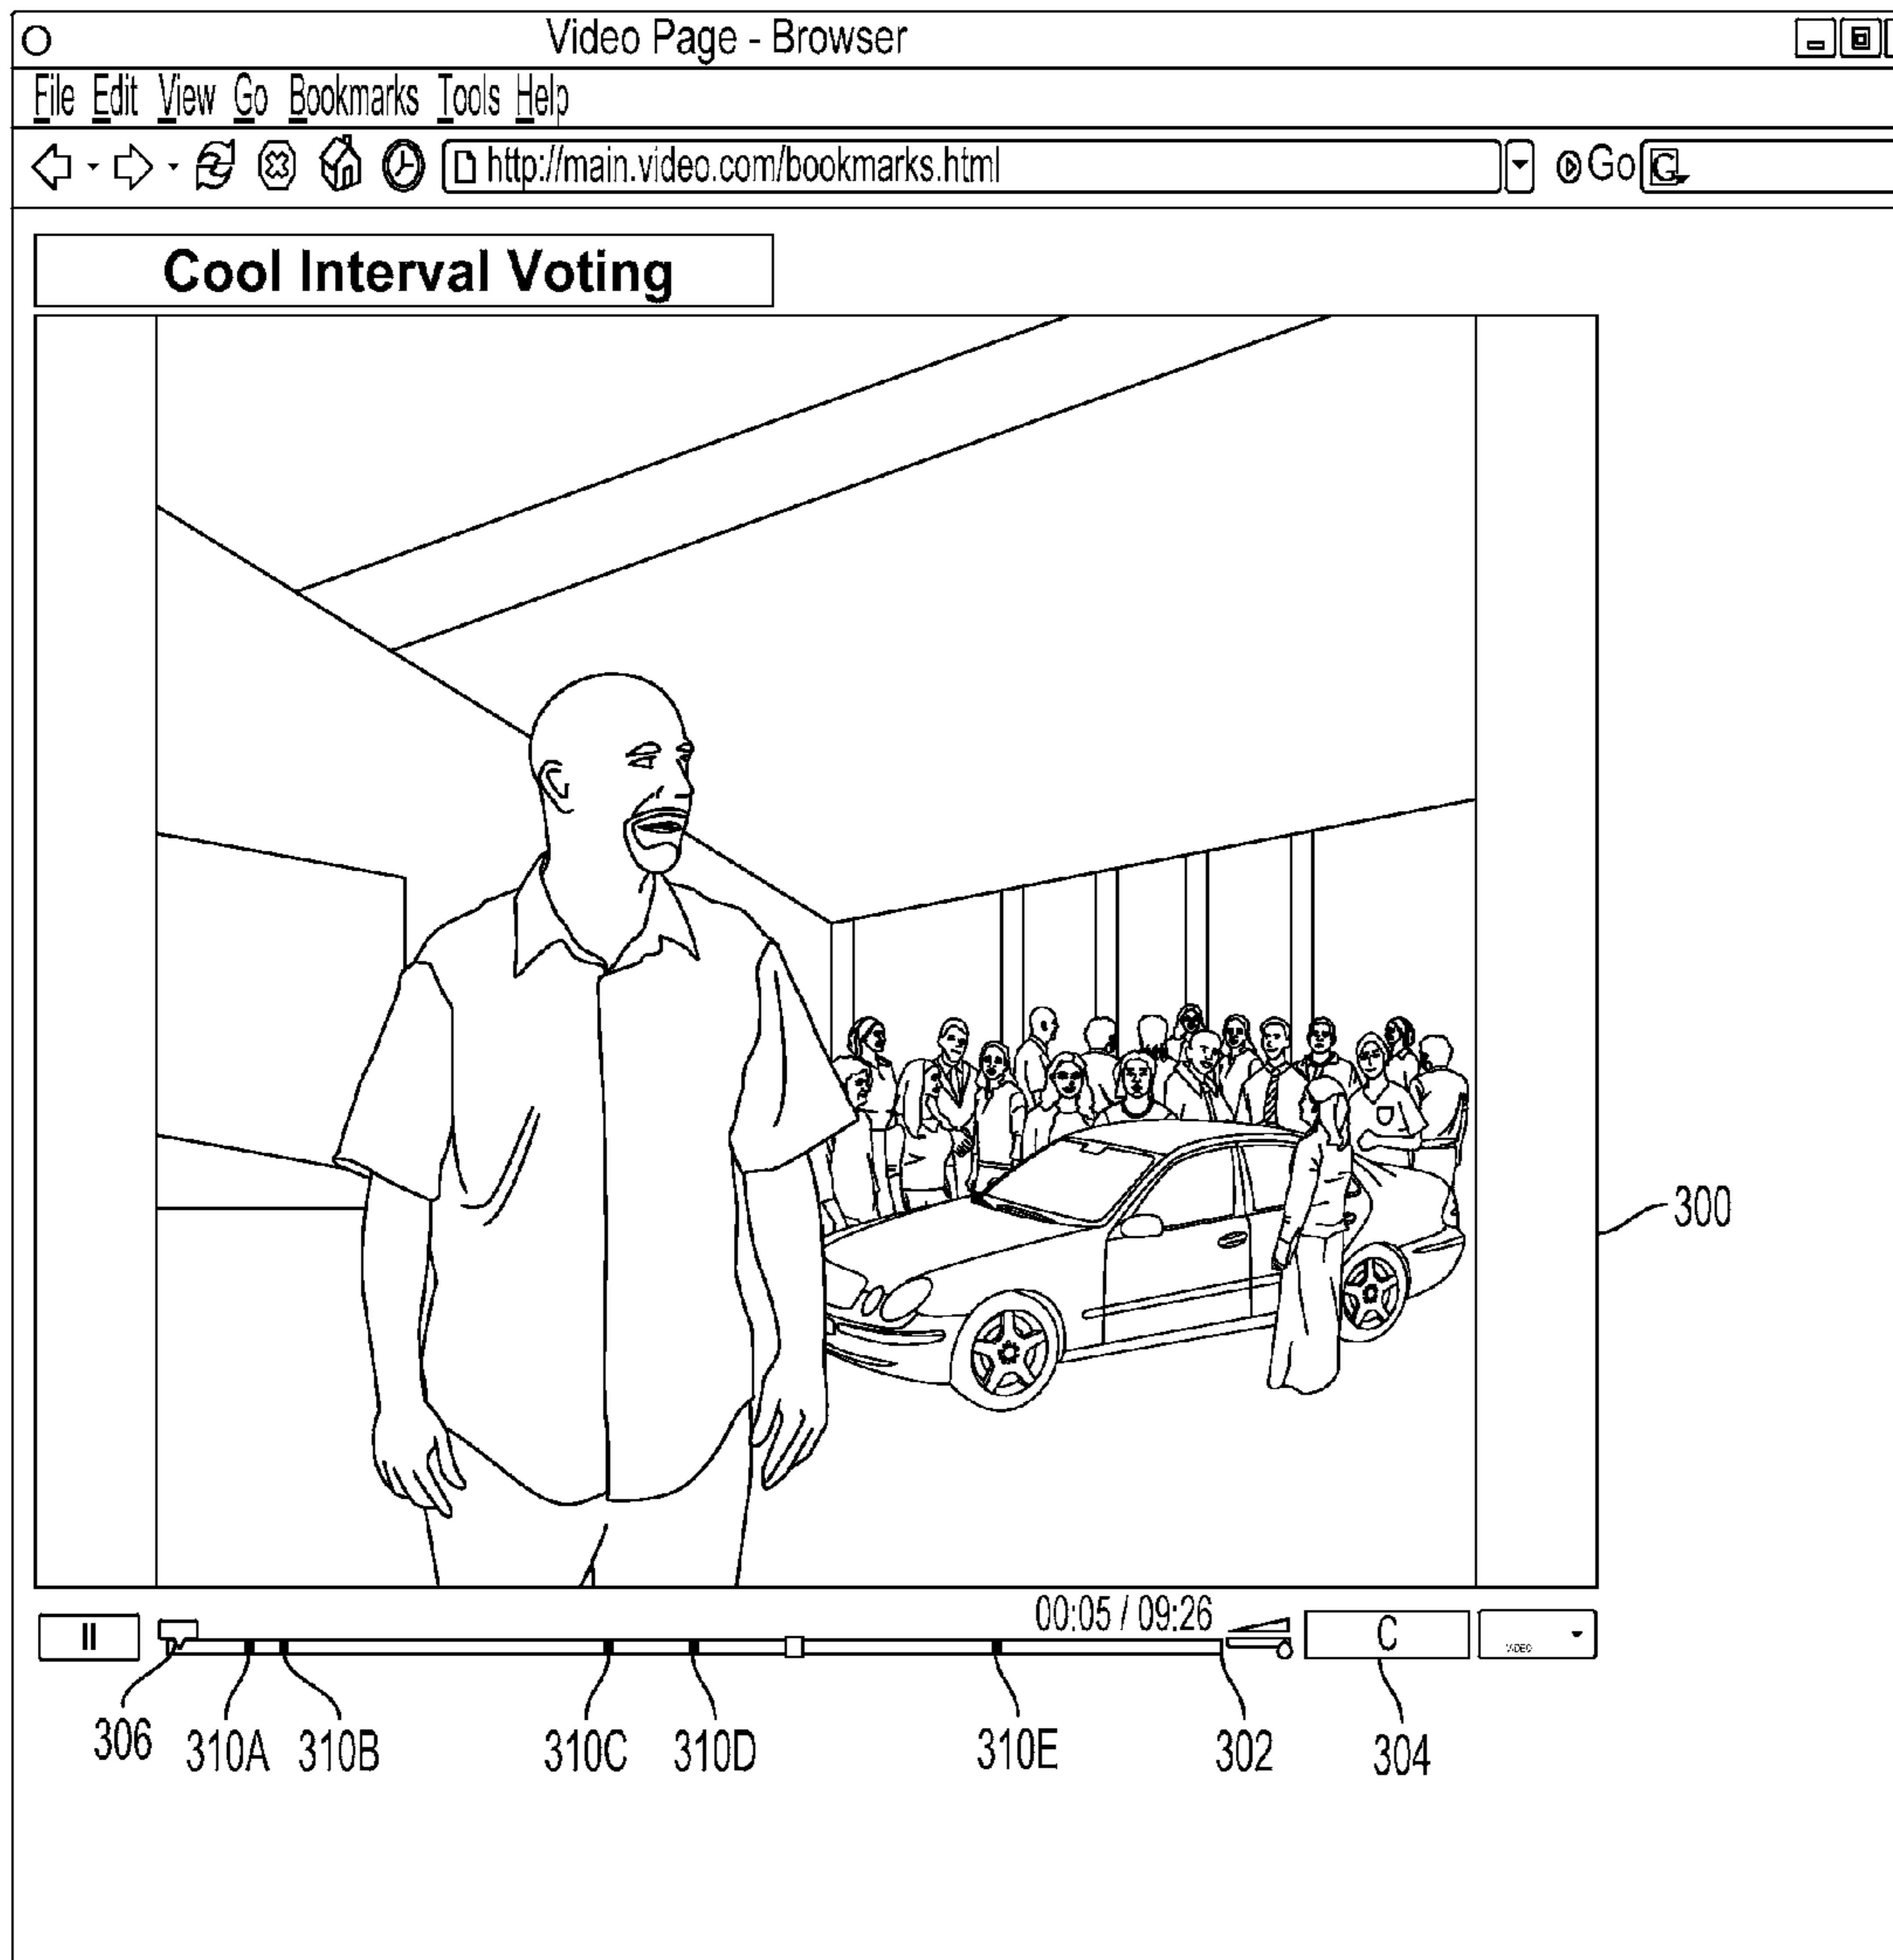 Video Page - Browser
File Edit View Go Bookmarks Tools Help
http://main.video.com/bookmarks.html Go G
Cool Interval Voting
300
00:05 / 09:26
C
VIDEO
306 310A 310B 310C 310D 310E 302 304